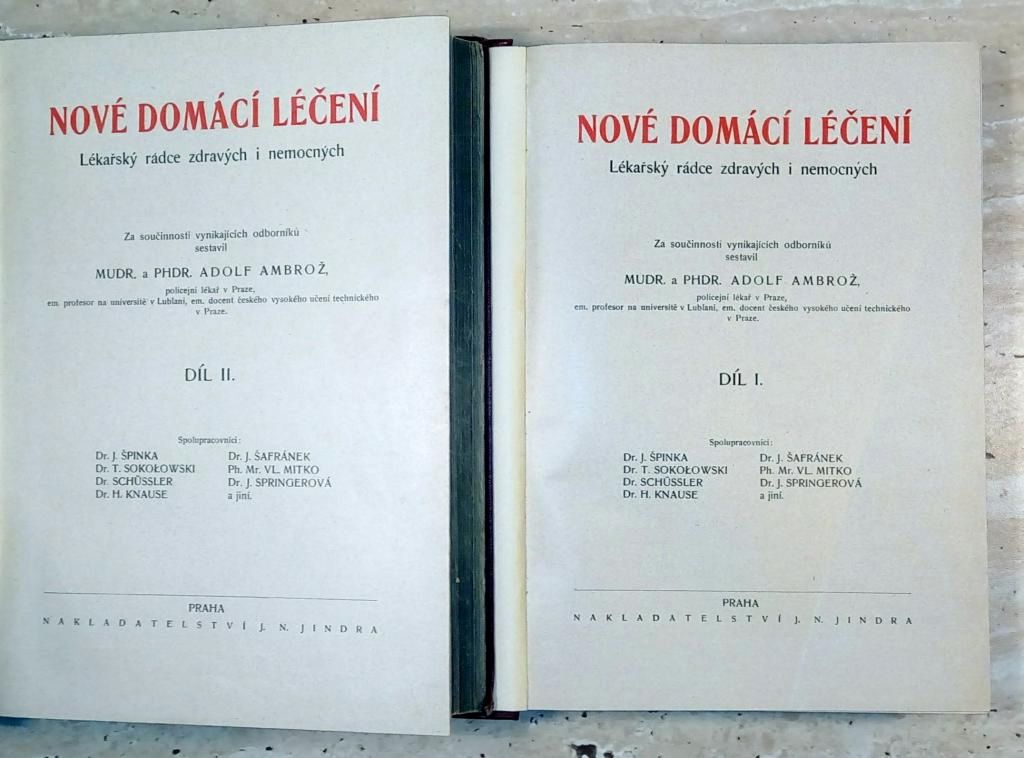 NOVÉ DOMÁCÍ LÉČENÍ
Lékařský rádce zdravých i nemocných
Za součinnosti vynikajících odborníků
sestavil
MUDR. a PHDR. ADOLF AMBROŽ,
policejní lékař v Praze,
em. profesor na universitě v Lublani, em. docent českého vysokého učení technického
v Praze.
DÍL II.
Spolupracovníci:
Dr. J. ŠPINKA
Dr. T. SOKOŁOWSKI
Dr. SCHÜSSLER
Dr. H. KNAUSE
Dr. J. ŠAFRÁNEK
Ph. Mr. VL. MITKO
Dr. J. SPRINGEROVÁ
a jiní.
PRAHA
NAKLADATELSTVÍ J. N. JINDRA
NOVÉ DOMÁCÍ LÉČENÍ
Lékařský rádce zdravých i nemocných
Za součinnosti vynikajících odborníků
sestavil
MUDR. a PHDR. ADOLF AMBROŽ,
policejní lékař v Praze,
em. profesor na universitě v Lublani, em. docent českého vysokého učení technického
v Praze.
DÍL I.
Spolupracovníci:
Dr. J. ŠPINKA
Dr. T. SOKOŁOWSKI
Dr. SCHÜSSLER
Dr. H. KNAUSE
Dr. J. ŠAFRÁNEK
Ph. Mr. VL. MITKO
Dr. J. SPRINGEROVÁ
a jiní.
PRAHA
NAKLADATELSTVÍ J. N. JINDRA